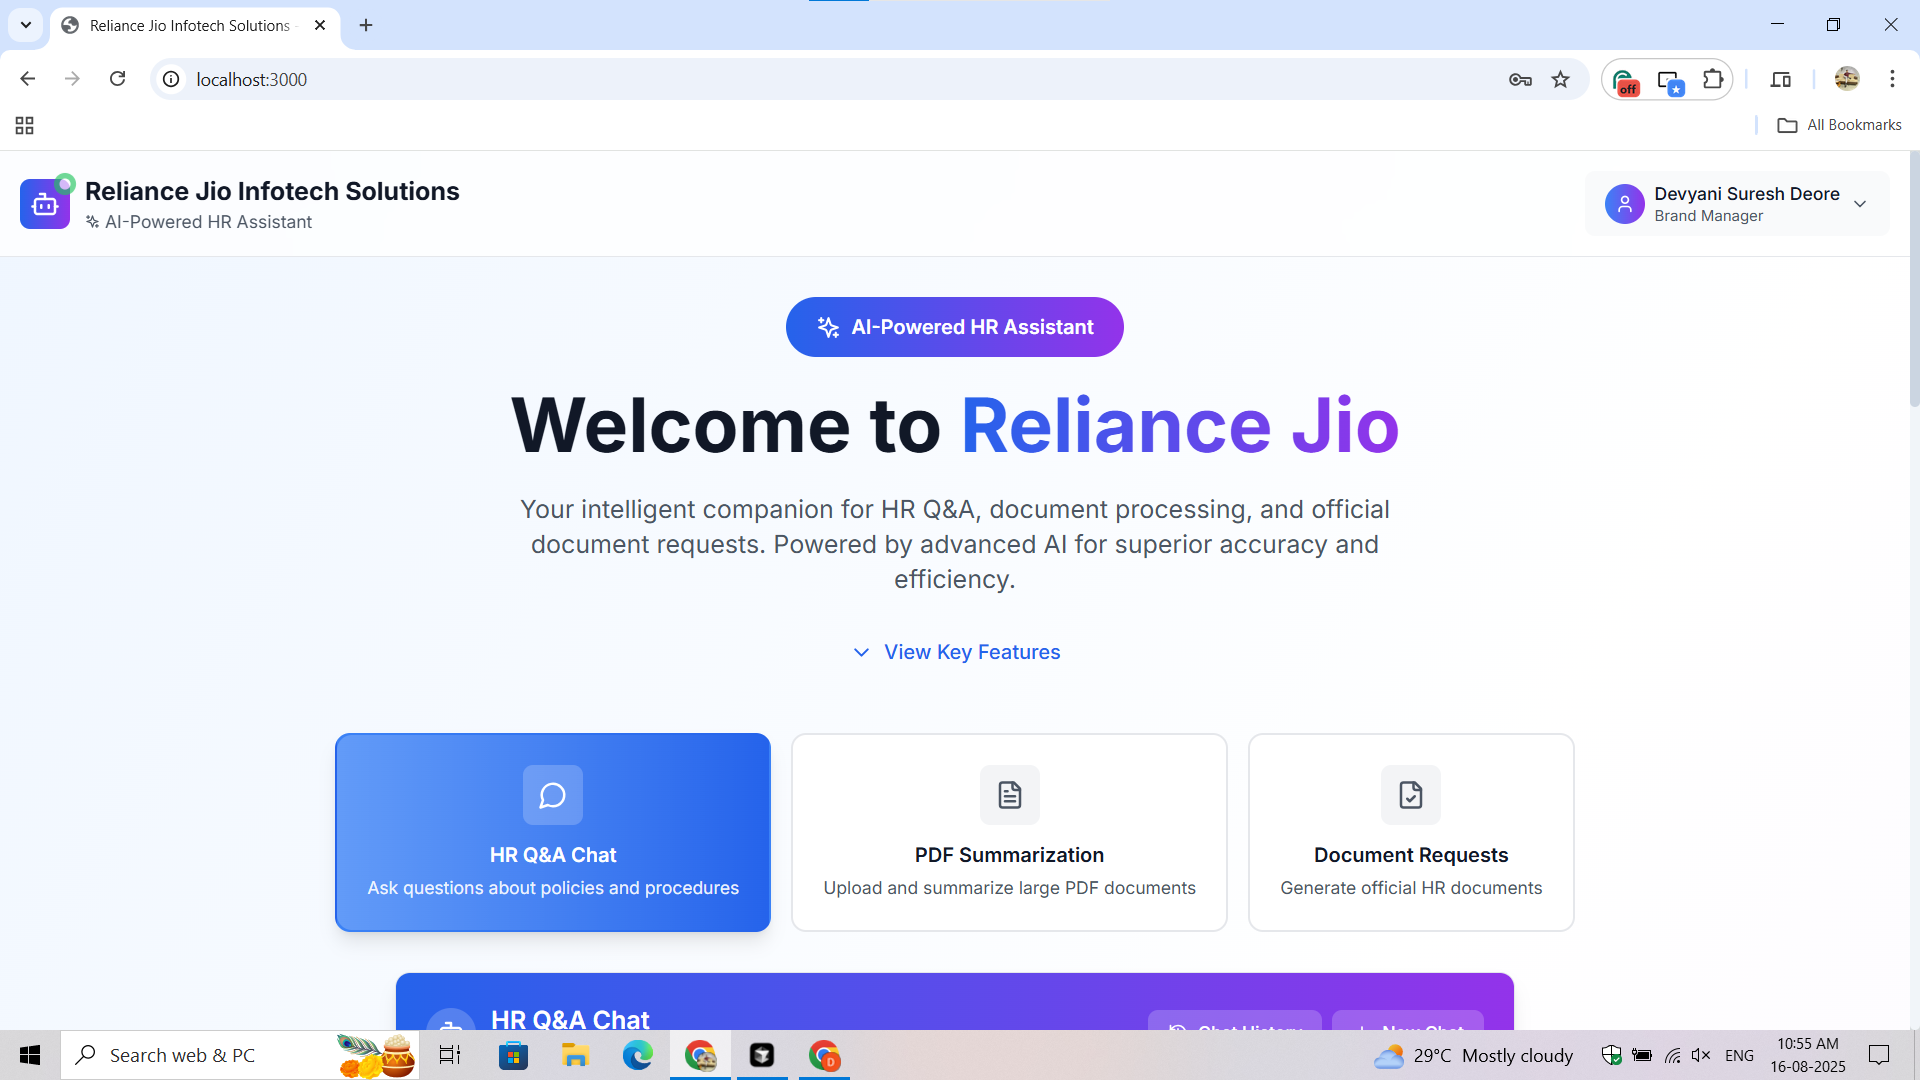 Reliance Jio Infotech Solutions -
localhost:3000
off
All Bookmarks
Reliance Jio Infotech Solutions
AI-Powered HR Assistant
Devyani Suresh Deore
Brand Manager
AI-Powered HR Assistant
Welcome to Reliance Jio
Your intelligent companion for HR Q&A, document processing, and official
document requests. Powered by advanced AI for superior accuracy and
efficiency.
View Key Features
HR Q&A Chat
Ask questions about policies and procedures
PDF Summarization
Upload and summarize large PDF documents
Document Requests
Generate official HR documents
HR Q&A Chat
Chat History
New Chat
Search web & PC
D
29°C Mostly cloudy
ENG
10:55 AM
16-08-2025